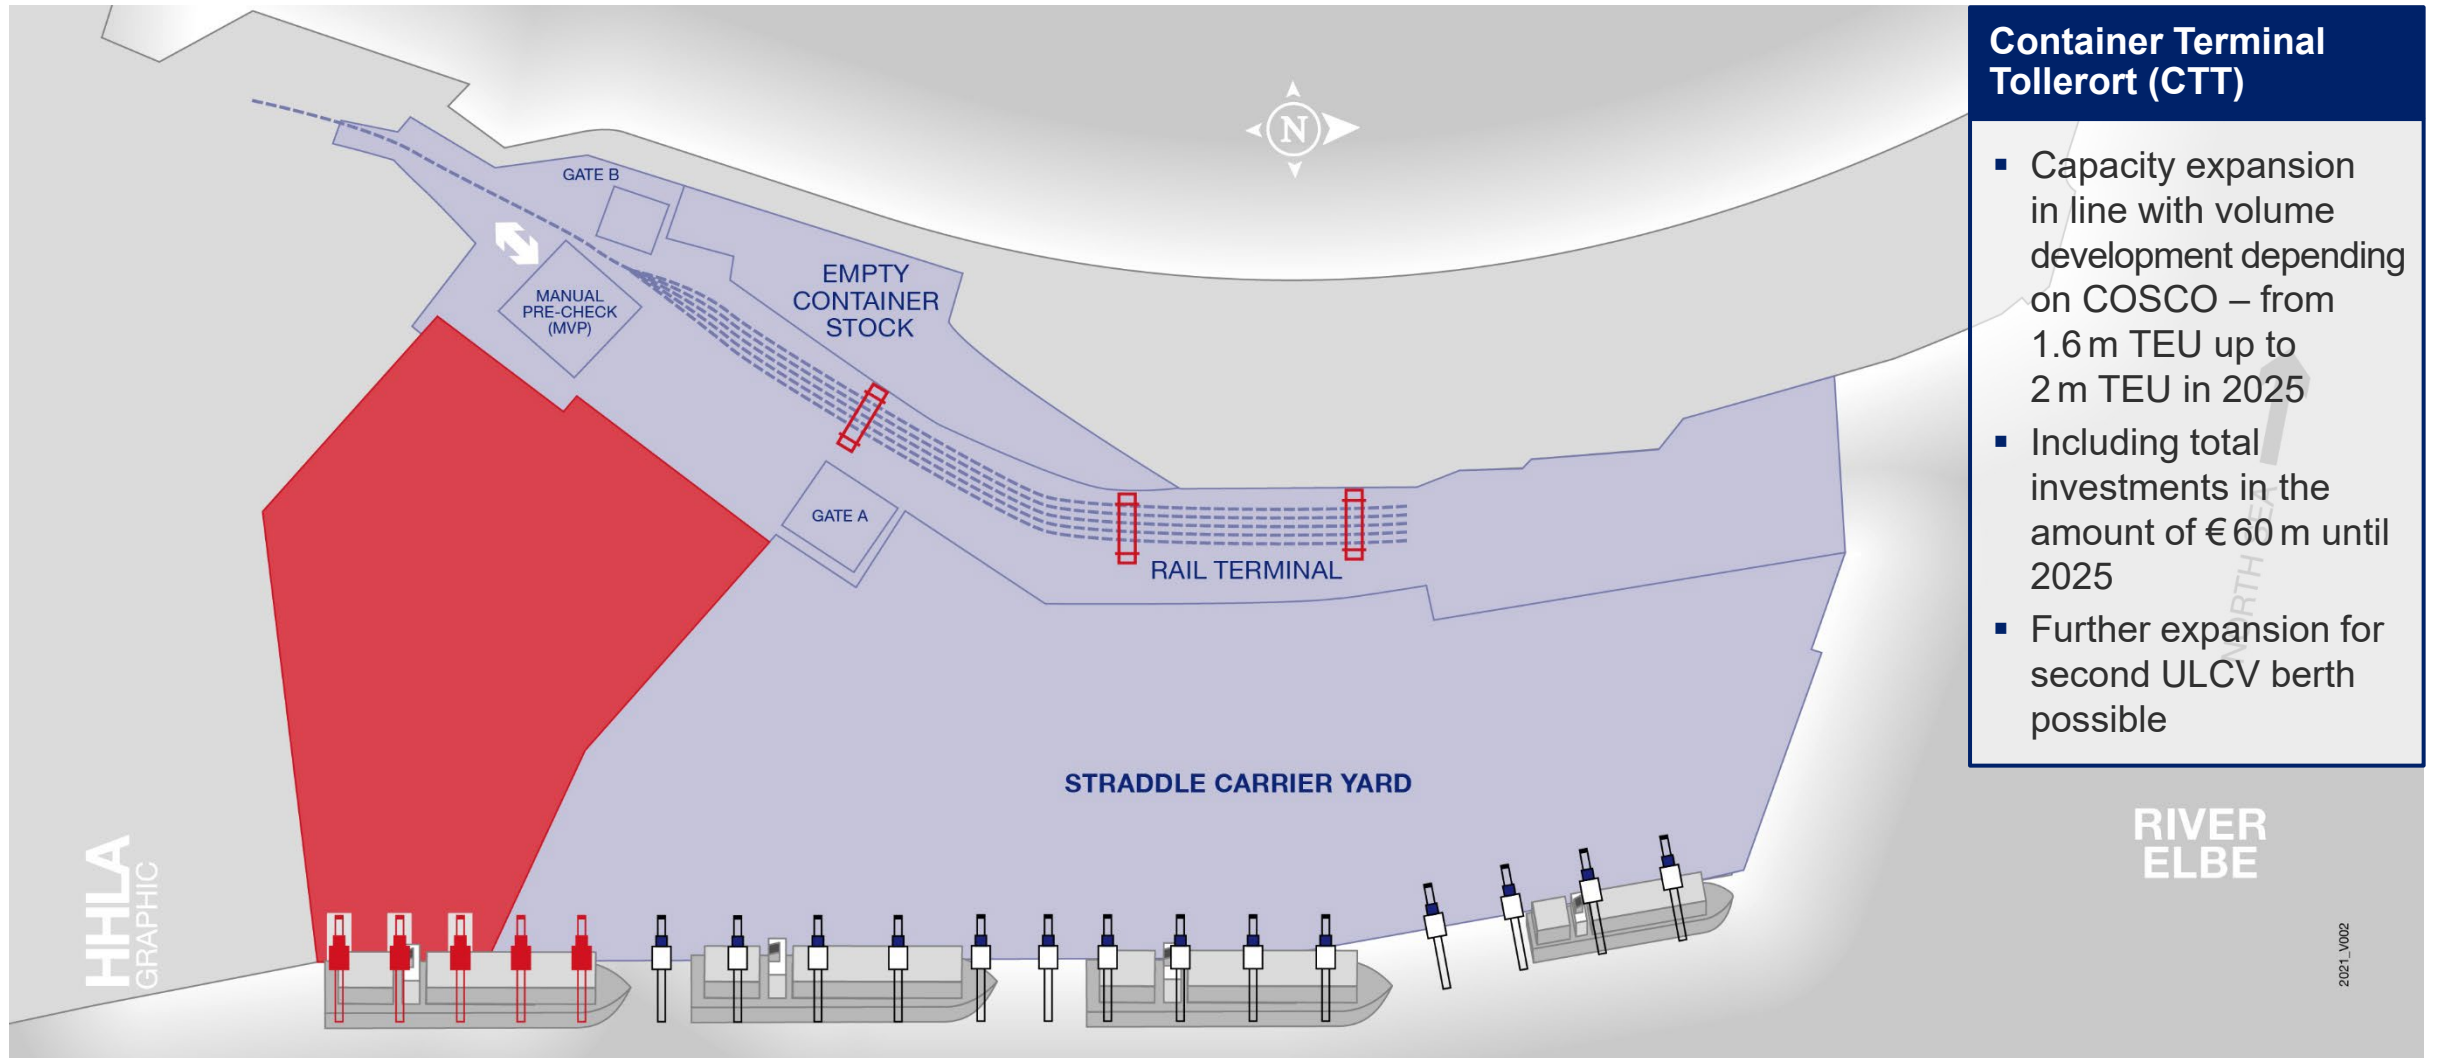 Container Terminal
Tollerort (CTT)
▪ Capacity expansion
in line with volume
development depending
on COSCO – from
1.6 m TEU up to
2 m TEU in 2025
▪ Including total
investments in the
amount of € 60 m until
2025
▪ Further expansion for
second ULCV berth
possible
N
GATE B
MANUAL
PRE-CHECK
(MVP)
EMPTY
CONTAINER
STOCK
GATE A
RAIL TERMINAL
STRADDLE CARRIER YARD
NORTH SEA
RIVER
ELBE
HHLA
GRAPHIC
2021_V002